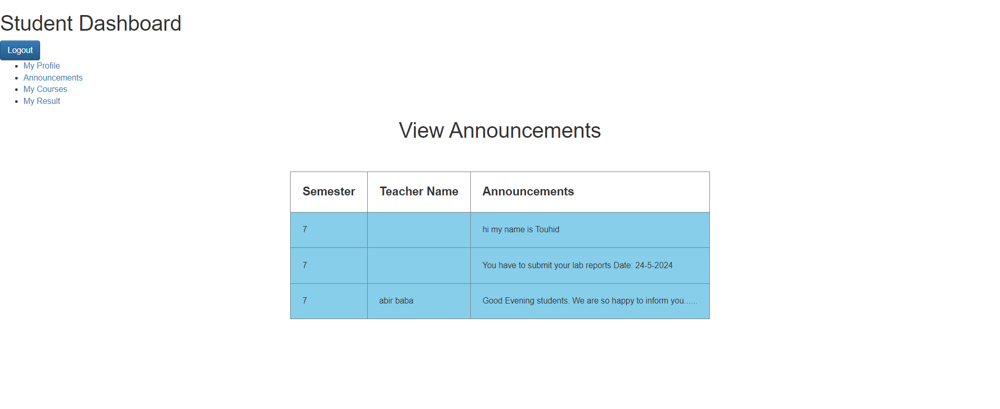 Student Dashboard
Logout
My Profile
Announcements
My Courses
My Result
View Announcements
Semester Teacher Name Announcements
7 hi my name is Touhid
7 You have to submit your lab reports Date: 24-5-2024
7 abir baba Good Evening students. We are so happy to inform you......